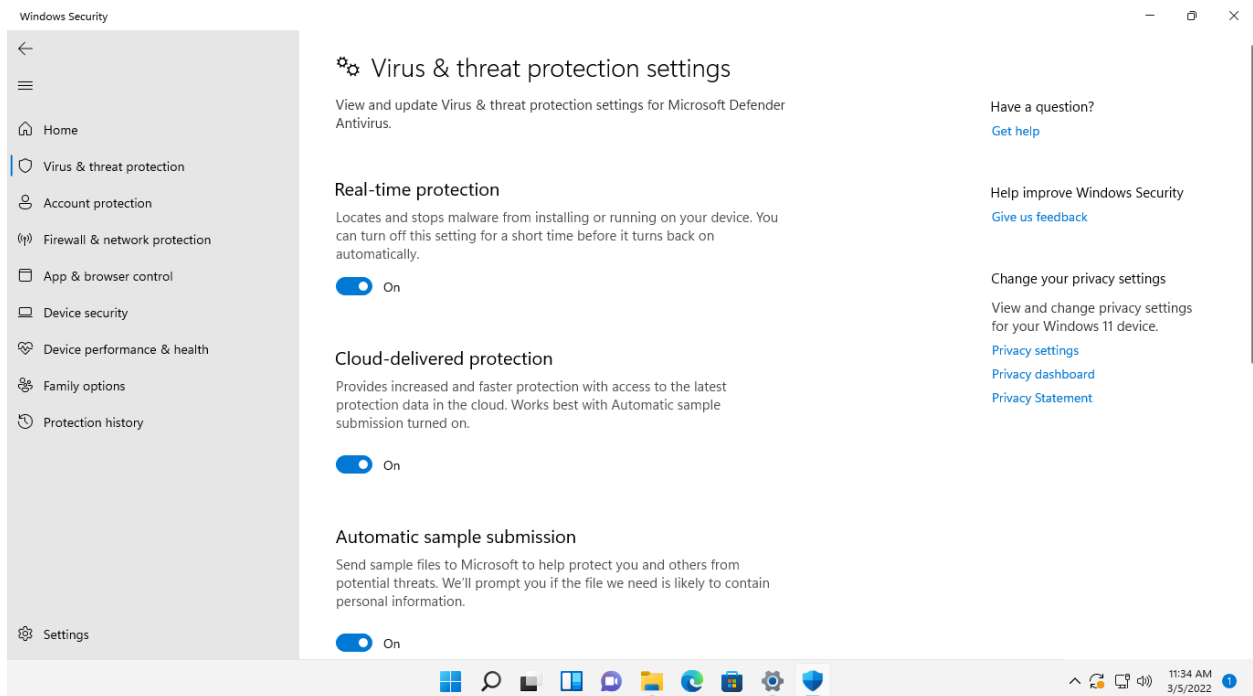 Windows Security
Home
Virus & threat protection
Account protection
Firewall & network protection
App & browser control
Device security
Device performance & health
Family options
Protection history
Settings
Virus & threat protection settings
View and update Virus & threat protection settings for Microsoft Defender
Antivirus.
Real-time protection
Locates and stops malware from installing or running on your device. You
can turn off this setting for a short time before it turns back on
automatically.
On
Cloud-delivered protection
Provides increased and faster protection with access to the latest
protection data in the cloud. Works best with Automatic sample
submission turned on.
On
Automatic sample submission
Send sample files to Microsoft to help protect you and others from
potential threats. We'll prompt you if the file we need is likely to contain
personal information.
On
Have a question?
Get help
Help improve Windows Security
Give us feedback
Change your privacy settings
View and change privacy settings
for your Windows 11 device.
Privacy settings
Privacy dashboard
Privacy Statement
11:34 AM
3/5/2022
1